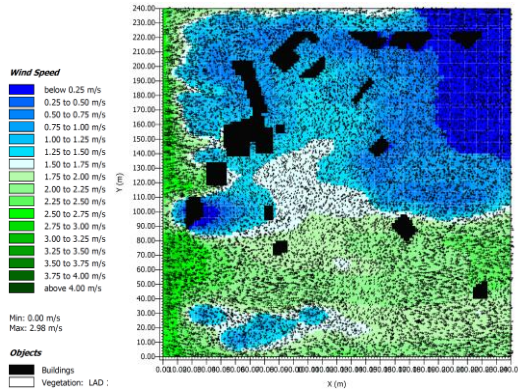 Wind Speed
below 0.25 m/s
0.25 to 0.50 m/s
0.50 to 0.75 m/s
0.75 to 1.00 m/s
1.00 to 1.25 m/s
1.25 to 1.50 m/s
1.50 to 1.75 m/s
1.75 to 2.00 m/s
2.00 to 2.25 m/s
2.25 to 2.50 m/s
2.50 to 2.75 m/s
2.75 to 3.00 m/s
3.00 to 3.25 m/s
3.25 to 3.50 m/s
3.50 to 3.75 m/s
3.75 to 4.00 m/s
above 4.00 m/s
Min: 0.00 m/s
Max: 2.98 m/s
Objects
Buildings
Vegetation: LAD :
240.00
230.00
220.00
210.00
200.00
190.00
180.00
170.00
160.00
150.00
140.00
130.00
120.00
110.00
100.00
90.00
80.00
70.00
60.00
50.00
40.00
30.00
20.00
10.00
0.00
Y (m)
X (m)